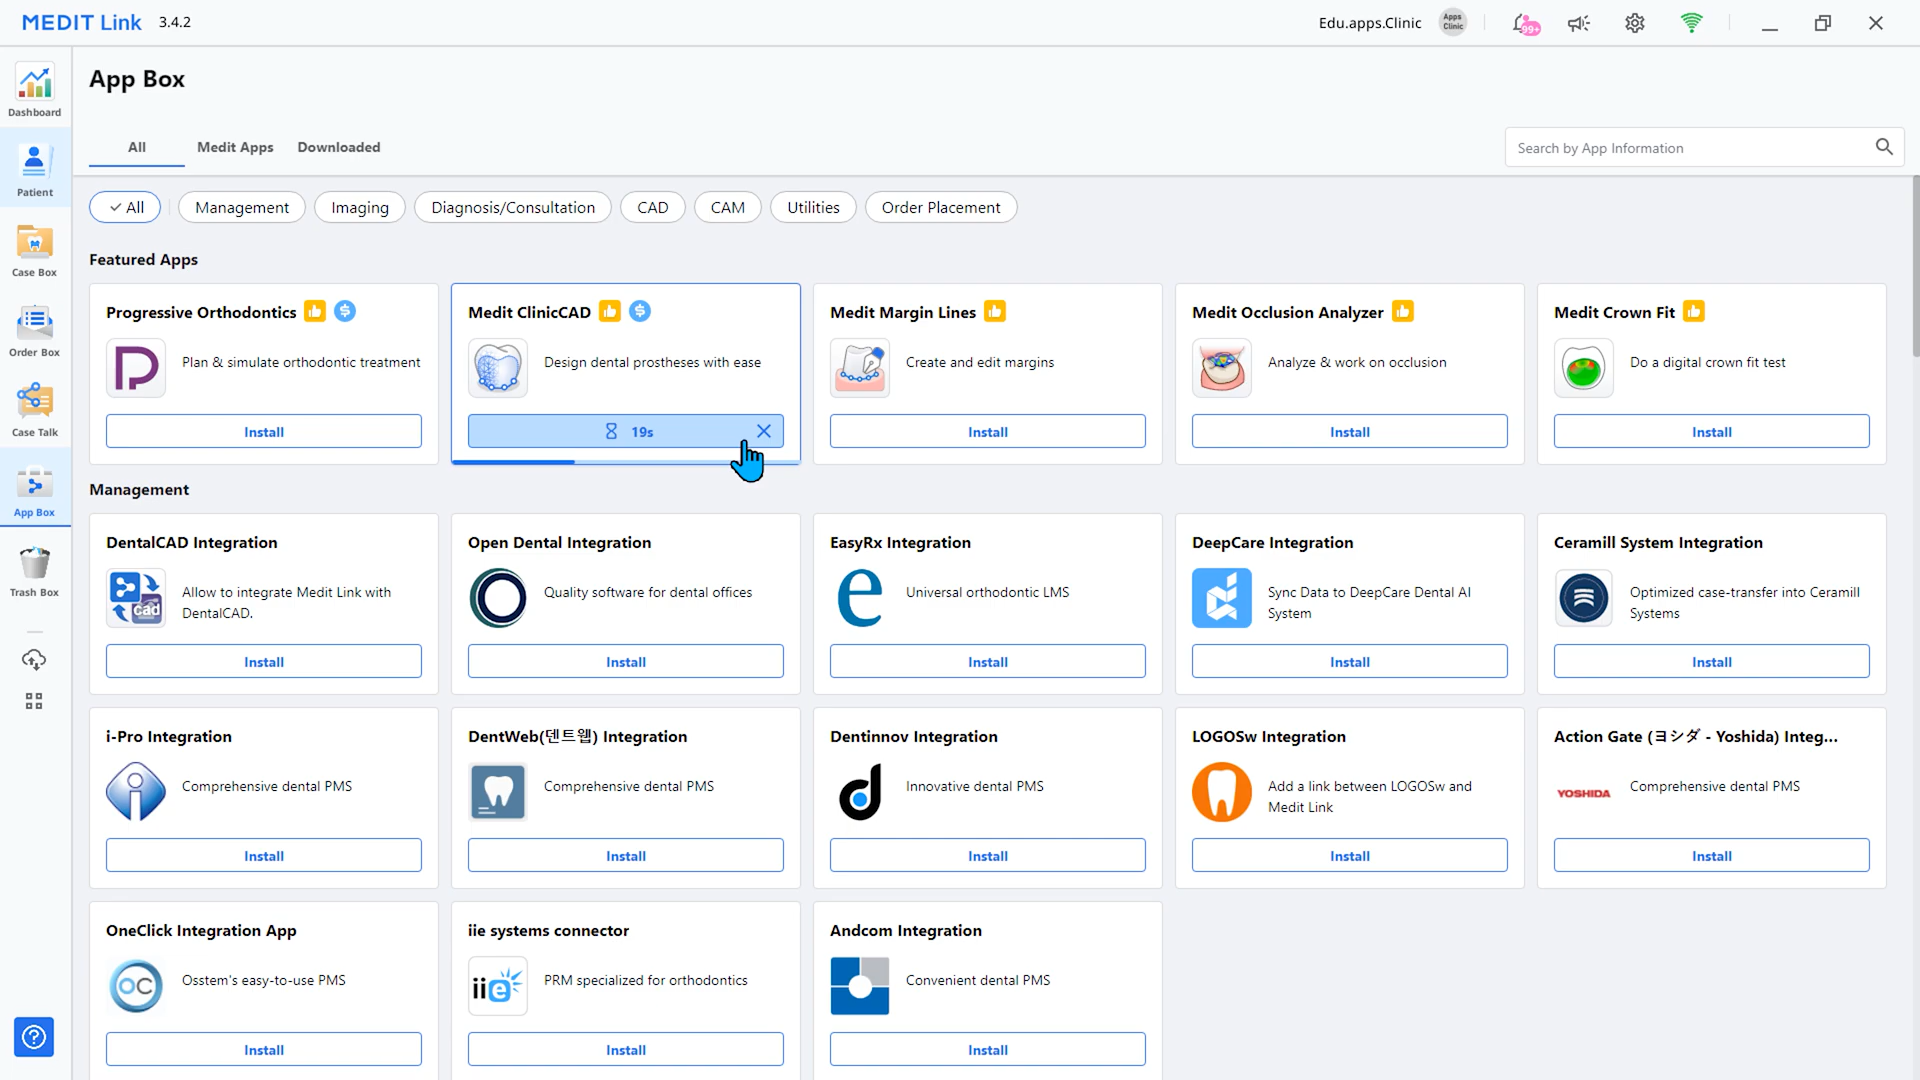 MEDIT Link 3.4.2
Edu.apps.Clinic
Apps
Clinic
99+
App Box
Dashboard
Patient
Case Box
Order Box
Case Talk
App Box
Trash Box
All Medit Apps Downloaded
Search by App Information
All Management Imaging Diagnosis/Consultation CAD CAM Utilities Order Placement
Featured Apps
Progressive Orthodontics
Plan & simulate orthodontic treatment
Install
Medit ClinicCAD
Design dental prostheses with ease
19s
Medit Margin Lines
Create and edit margins
Install
Medit Occlusion Analyzer
Analyze & work on occlusion
Install
Medit Crown Fit
Do a digital crown fit test
Install
Management
DentalCAD Integration
cad
Allow to integrate Medit Link with
DentalCAD.
Install
Open Dental Integration
Quality software for dental offices
Install
EasyRx Integration
Universal orthodontic LMS
Install
DeepCare Integration
Sync Data to DeepCare Dental AI
System
Install
Ceramill System Integration
Optimized case-transfer into Ceramill
Systems
Install
i-Pro Integration
Comprehensive dental PMS
Install
DentWeb(덴트웹) Integration
Comprehensive dental PMS
Install
Dentinnov Integration
Innovative dental PMS
Install
LOGOSw Integration
Add a link between LOGOSw and
Medit Link
Install
Action Gate (ヨシダ - Yoshida) Integ...
YOSHIDA
Comprehensive dental PMS
Install
OneClick Integration App
OC
Osstem's easy-to-use PMS
Install
iie systems connector
iie
PRM specialized for orthodontics
Install
Andcom Integration
Convenient dental PMS
Install